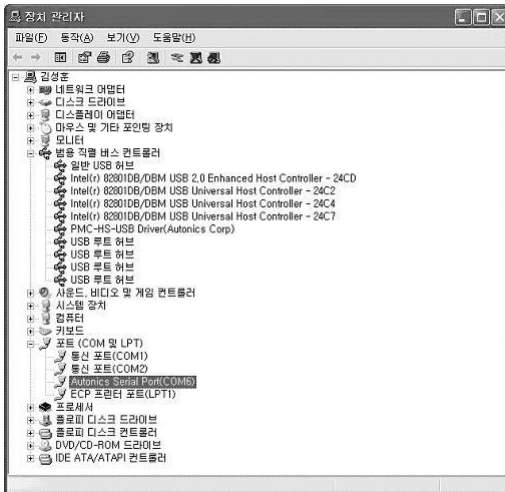 장치 관리자
파일(F) 동작(A) 보기(V) 도움말(H)
김성훈
네트워크 어댑터
디스크 드라이브
디스플레이 어댑터
마우스 및 기타 포인팅 장치
모니터
범용 직렬 버스 컨트롤러
일반 USB 허브
Intel(r) 82801DB/DBM USB 2.0 Enhanced Host Controller - 24CD
Intel(r) 82801DB/DBM USB Universal Host Controller - 24C2
Intel(r) 82801DB/DBM USB Universal Host Controller - 24C4
Intel(r) 82801DB/DBM USB Universal Host Controller - 24C7
PMC-HS-USB Driver(Autonics Corp)
USB 루트 허브
USB 루트 허브
USB 루트 허브
USB 루트 허브
사운드, 비디오 및 게임 컨트롤러
시스템 장치
컴퓨터
키보드
포트 (COM 및 LPT)
통신 포트(COM1)
통신 포트(COM2)
Autonics Serial Port(COM6)
ECP 프린터 포트(LPT1)
프로세서
플로피 디스크 드라이브
플로피 디스크 컨트롤러
DVD/CD-ROM 드라이브
IDE ATA/ATAPI 컨트롤러